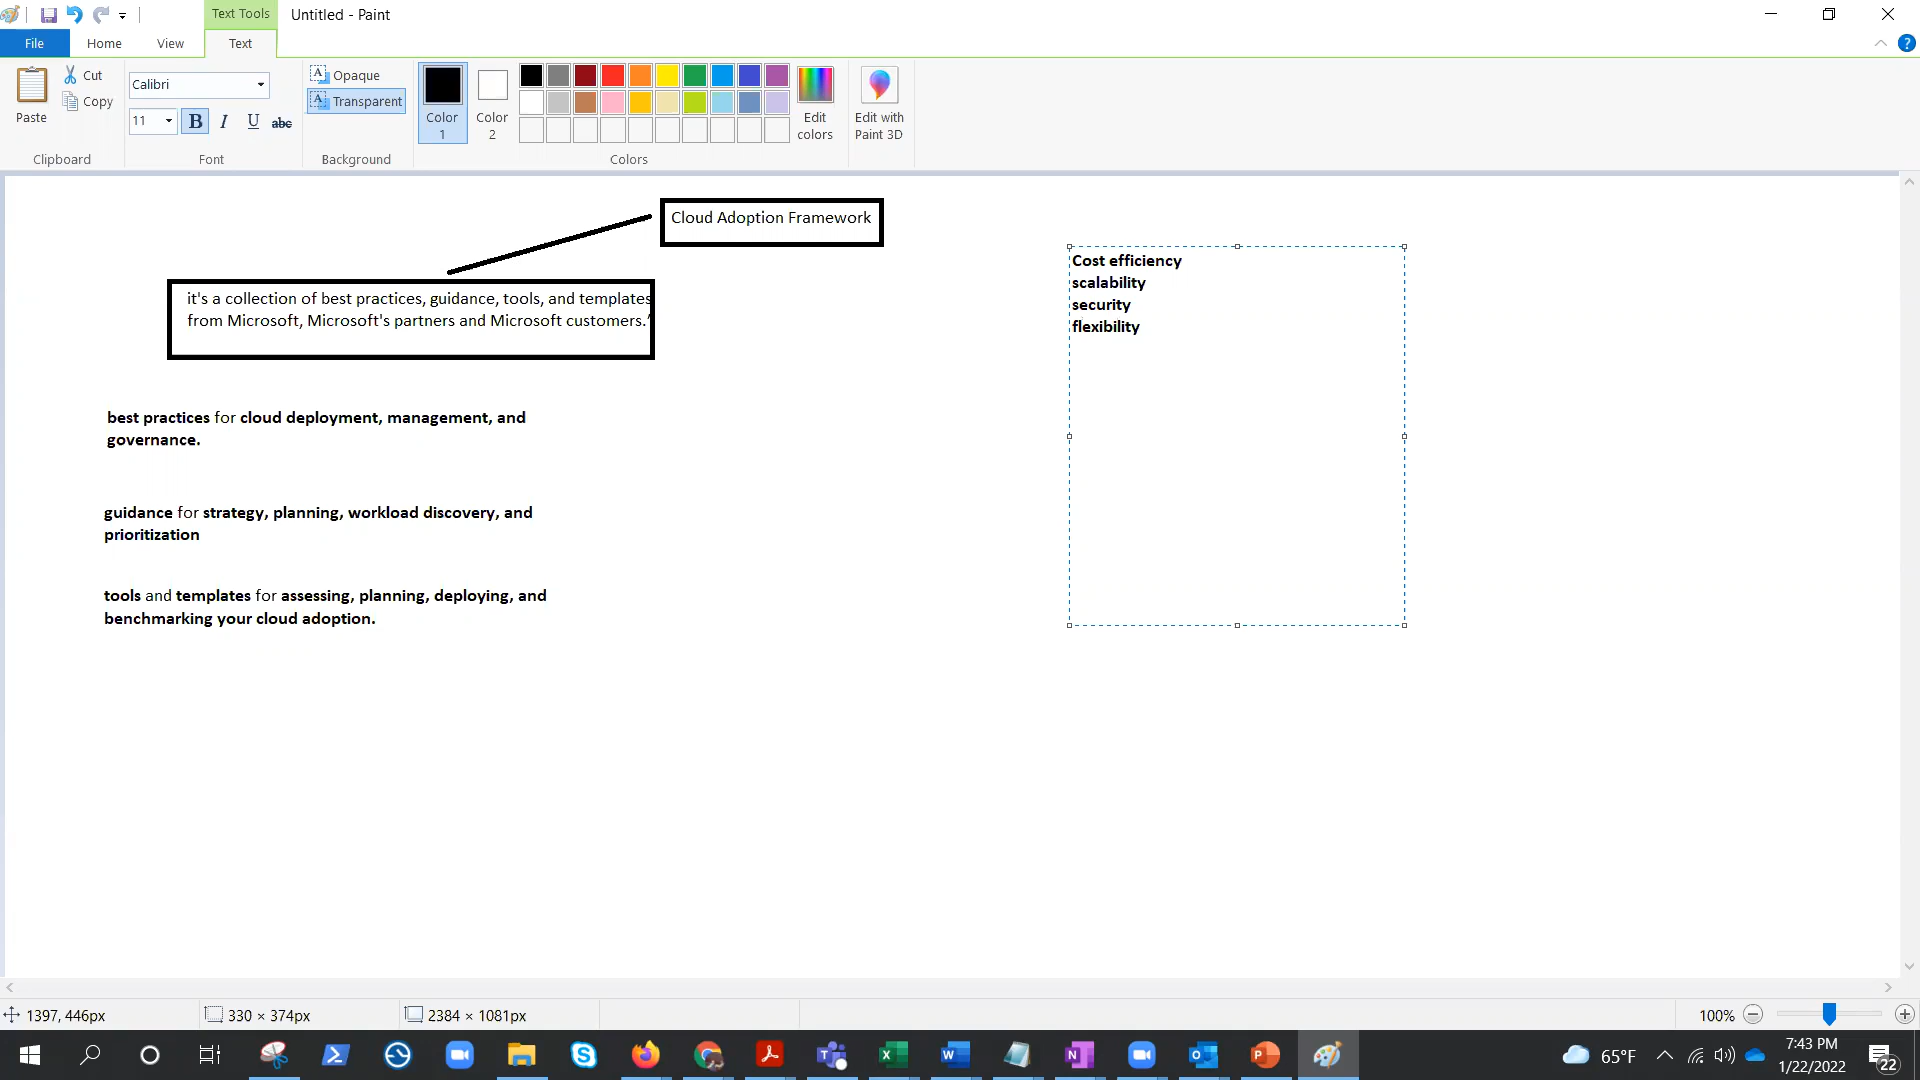 Text Tools
Untitled - Paint
File
Home
View
Text
Paste
Cut
Copy
Clipboard
Calibri
11
B
I
U
abc
Font
Opaque
Transparent
Background
Color
1
Color
2
Colors
Edit
colors
Edit with
Paint 3D
Cloud Adoption Framework
it's a collection of best practices, guidance, tools, and templates
from Microsoft, Microsoft's partners and Microsoft customers.
best practices for cloud deployment, management, and
governance.
guidance for strategy, planning, workload discovery, and
prioritization
tools and templates for assessing, planning, deploying, and
benchmarking your cloud adoption.
Cost efficiency
scalability
security
flexibility
1397, 446px
330 × 374px
2384 × 1081px
100%
65°F
7:43 PM
1/22/2022
22